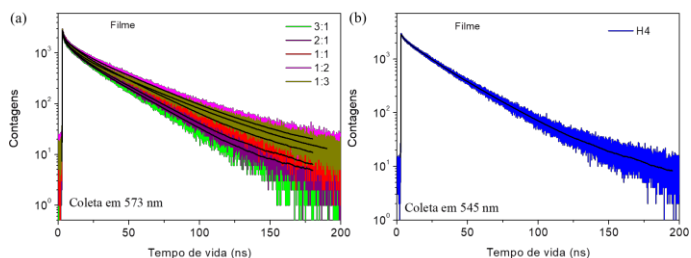 (a)
Filme
3:1
2:1
1:1
1:2
1:3
Contagens
10³
10²
10¹
10⁰
Coleta em 573 nm
0 50 100 150 200
Tempo de vida (ns)
(b)
Filme
H4
Contagens
10³
10²
10¹
10⁰
Coleta em 545 nm
0 50 100 150 200
Tempo de vida (ns)